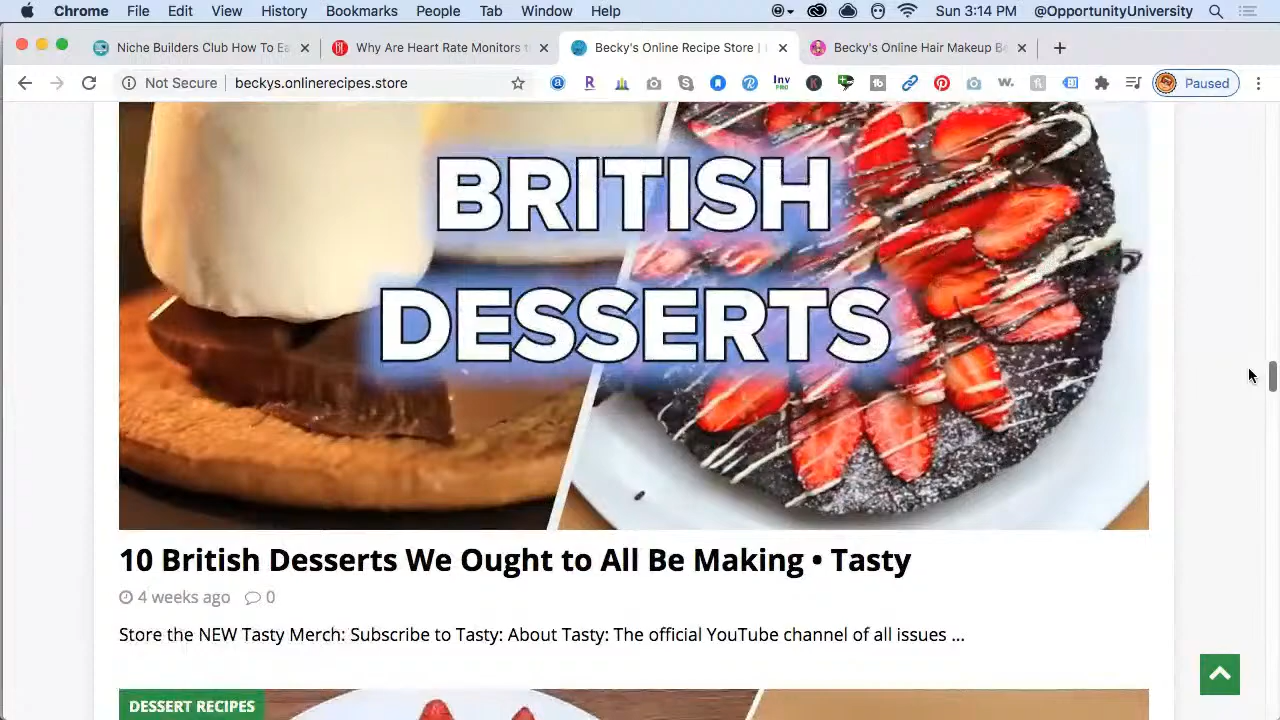 Chrome File Edit View History Bookmarks People Tab Window Help Sun 3:14 PM @OpportunityUniversity
Niche Builders Club How To Ea
Why Are Heart Rate Monitors t
Becky's Online Recipe Store |
Becky's Online Hair Makeup Be
Not Secure beckys.onlinerecipes.store Paused
BRITISH
DESSERTS
10 British Desserts We Ought to All Be Making • Tasty
4 weeks ago 0
Store the NEW Tasty Merch: Subscribe to Tasty: About Tasty: The official YouTube channel of all issues ...
DESSERT RECIPES